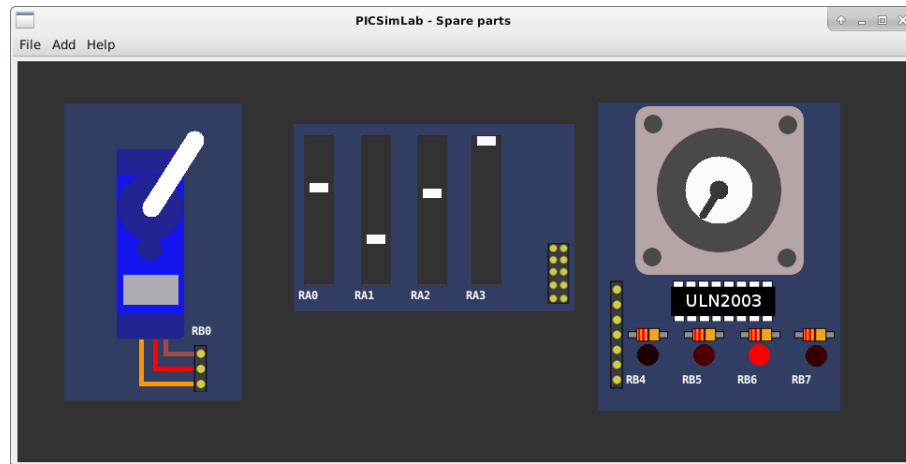 PICSimLab - Spare parts
File Add Help
RB0
RA0 RA1 RA2 RA3
ULN2003
RB4 RB5 RB6 RB7